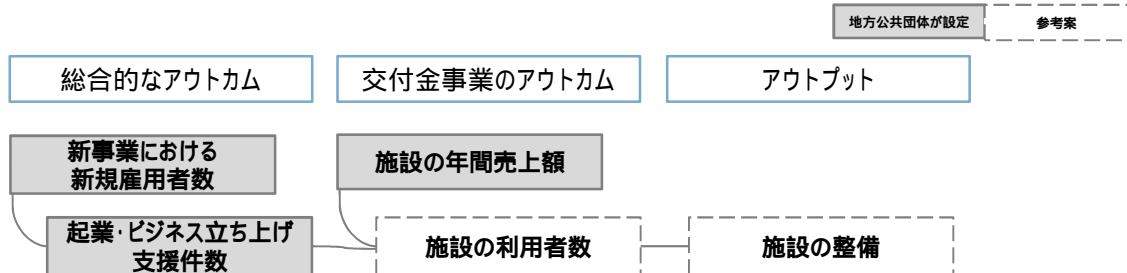 地方公共団体が設定
参考案
総合的なアウトカム
交付金事業のアウトカム
アウトプット
新事業における
新規雇用者数
施設の年間売上額
起業・ビジネス立ち上げ
支援件数
施設の利用者数
施設の整備